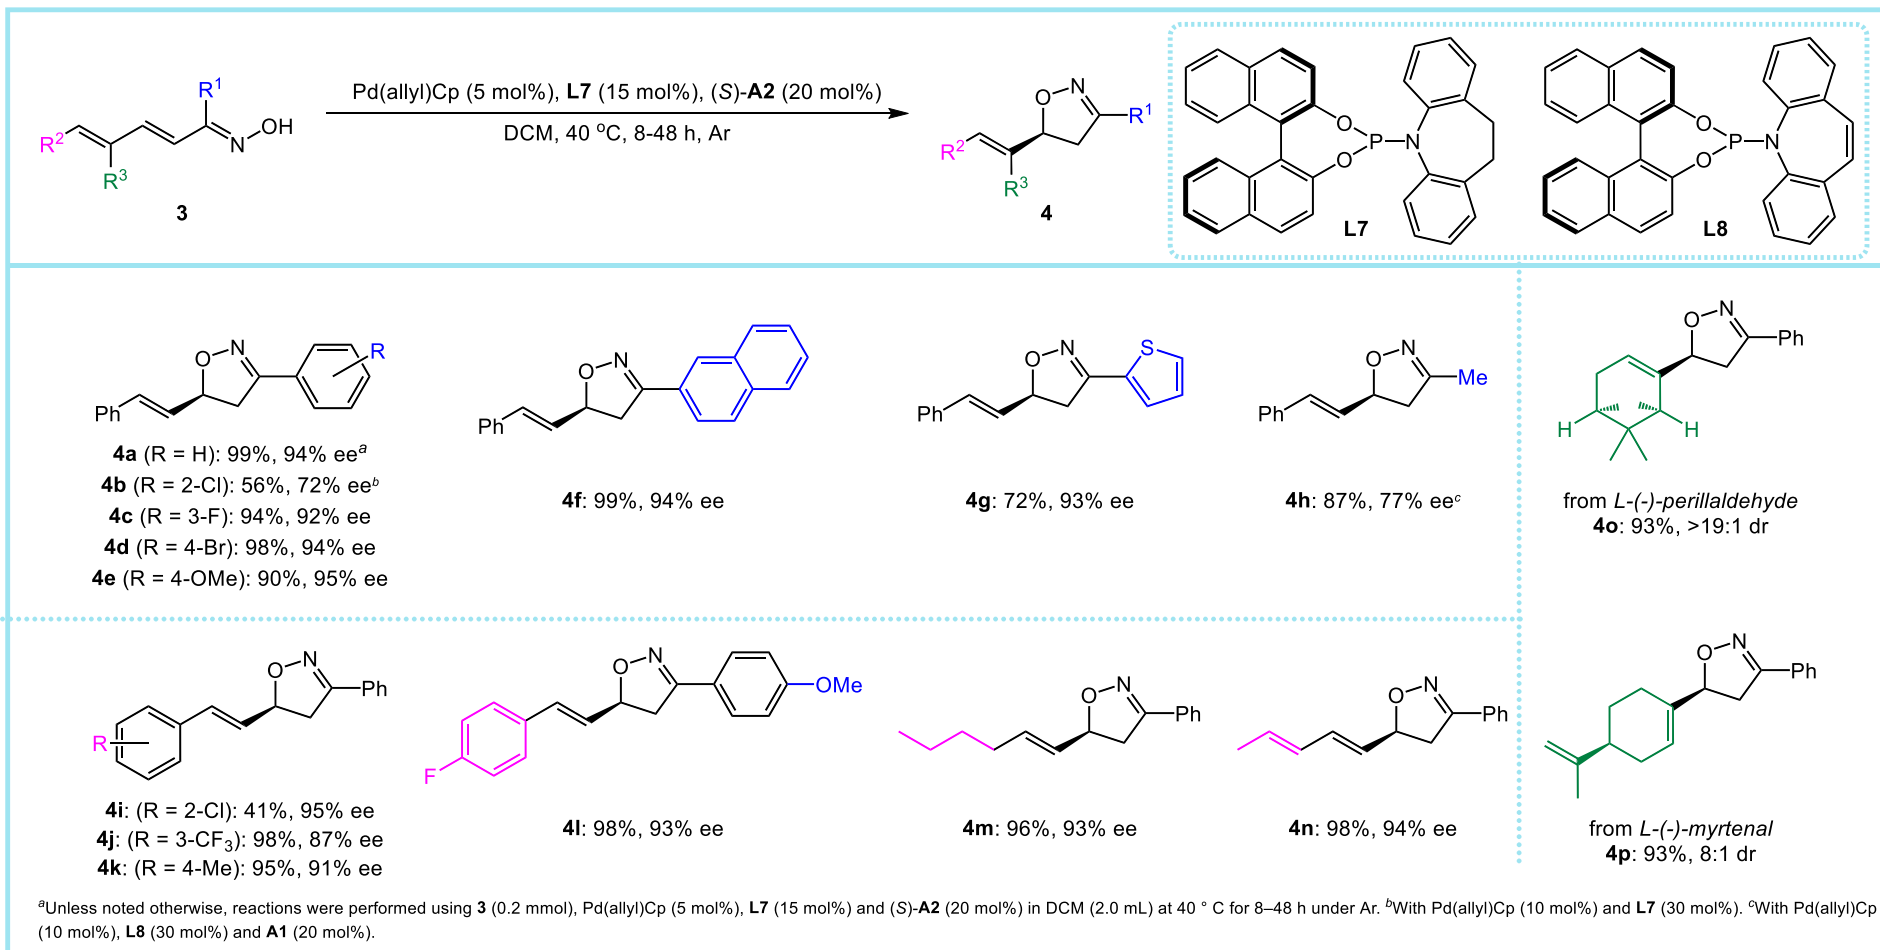 R1
R2
R3
N
OH
3
Pd(allyl)Cp (5 mol%), L7 (15 mol%), (S)-A2 (20 mol%)
DCM, 40 oC, 8-48 h, Ar
O
N
R1
R2
R3
4
O
O
P
N
L7
O
O
P
N
L8
O
N
R
Ph
4a (R = H): 99%, 94% eea
4b (R = 2-Cl): 56%, 72% eeb
4c (R = 3-F): 94%, 92% ee
4d (R = 4-Br): 98%, 94% ee
4e (R = 4-OMe): 90%, 95% ee
O
N
Ph
4f: 99%, 94% ee
O
N
S
Ph
4g: 72%, 93% ee
O
N
Me
Ph
4h: 87%, 77% eec
O
N
Ph
H
H
from L-(-)-perillaldehyde
4o: 93%, >19:1 dr
O
N
Ph
R
4i: (R = 2-Cl): 41%, 95% ee
4j: (R = 3-CF3): 98%, 87% ee
4k: (R = 4-Me): 95%, 91% ee
O
N
OMe
F
4l: 98%, 93% ee
O
N
Ph
4m: 96%, 93% ee
O
N
Ph
4n: 98%, 94% ee
O
N
Ph
from L-(-)-myrtenal
4p: 93%, 8:1 dr
aUnless noted otherwise, reactions were performed using 3 (0.2 mmol), Pd(allyl)Cp (5 mol%), L7 (15 mol%) and (S)-A2 (20 mol%) in DCM (2.0 mL) at 40 ° C for 8–48 h under Ar. bWith Pd(allyl)Cp (10 mol%) and L7 (30 mol%). cWith Pd(allyl)Cp
(10 mol%), L8 (30 mol%) and A1 (20 mol%).